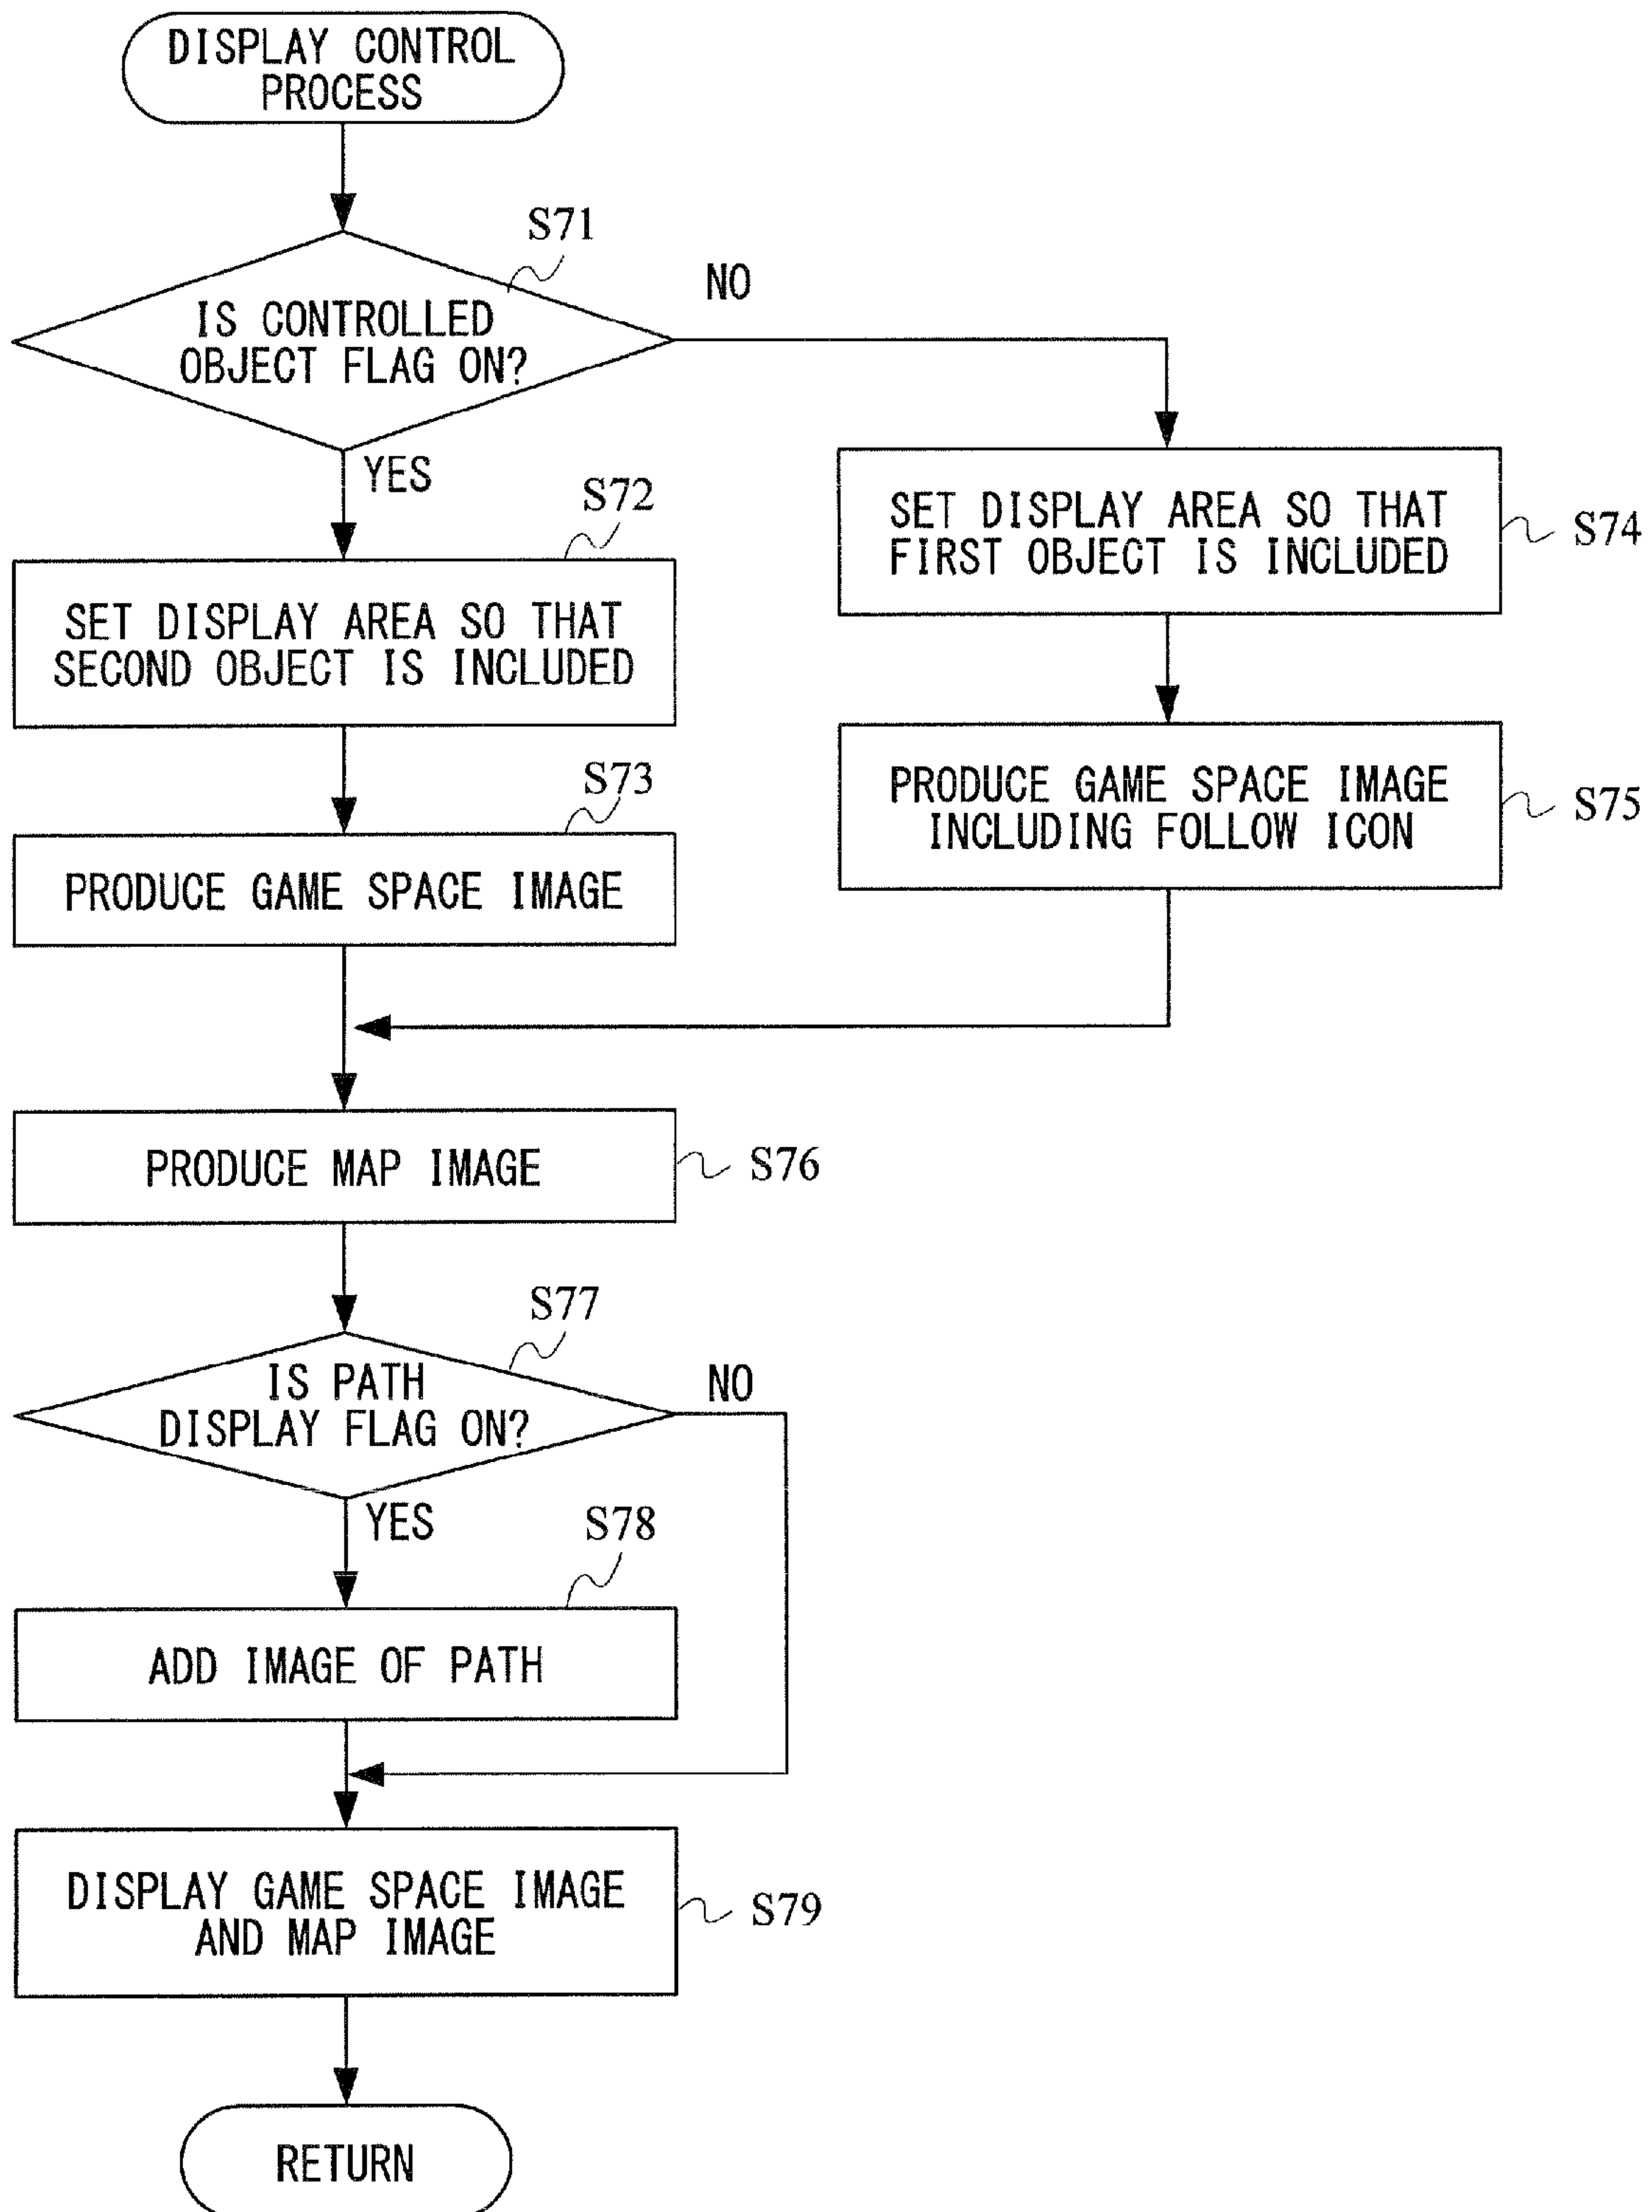 DISPLAY CONTROL
PROCESS
S71
NO
IS CONTROLLED
OBJECT FLAG ON?
YES
S72
SET DISPLAY AREA SO THAT
SECOND OBJECT IS INCLUDED
SET DISPLAY AREA SO THAT
FIRST OBJECT IS INCLUDED
S74
S73
PRODUCE GAME SPACE IMAGE
PRODUCE GAME SPACE IMAGE
INCLUDING FOLLOW ICON
S75
PRODUCE MAP IMAGE
S76
S77
IS PATH
DISPLAY FLAG ON?
NO
YES
S78
ADD IMAGE OF PATH
DISPLAY GAME SPACE IMAGE
AND MAP IMAGE
S79
RETURN